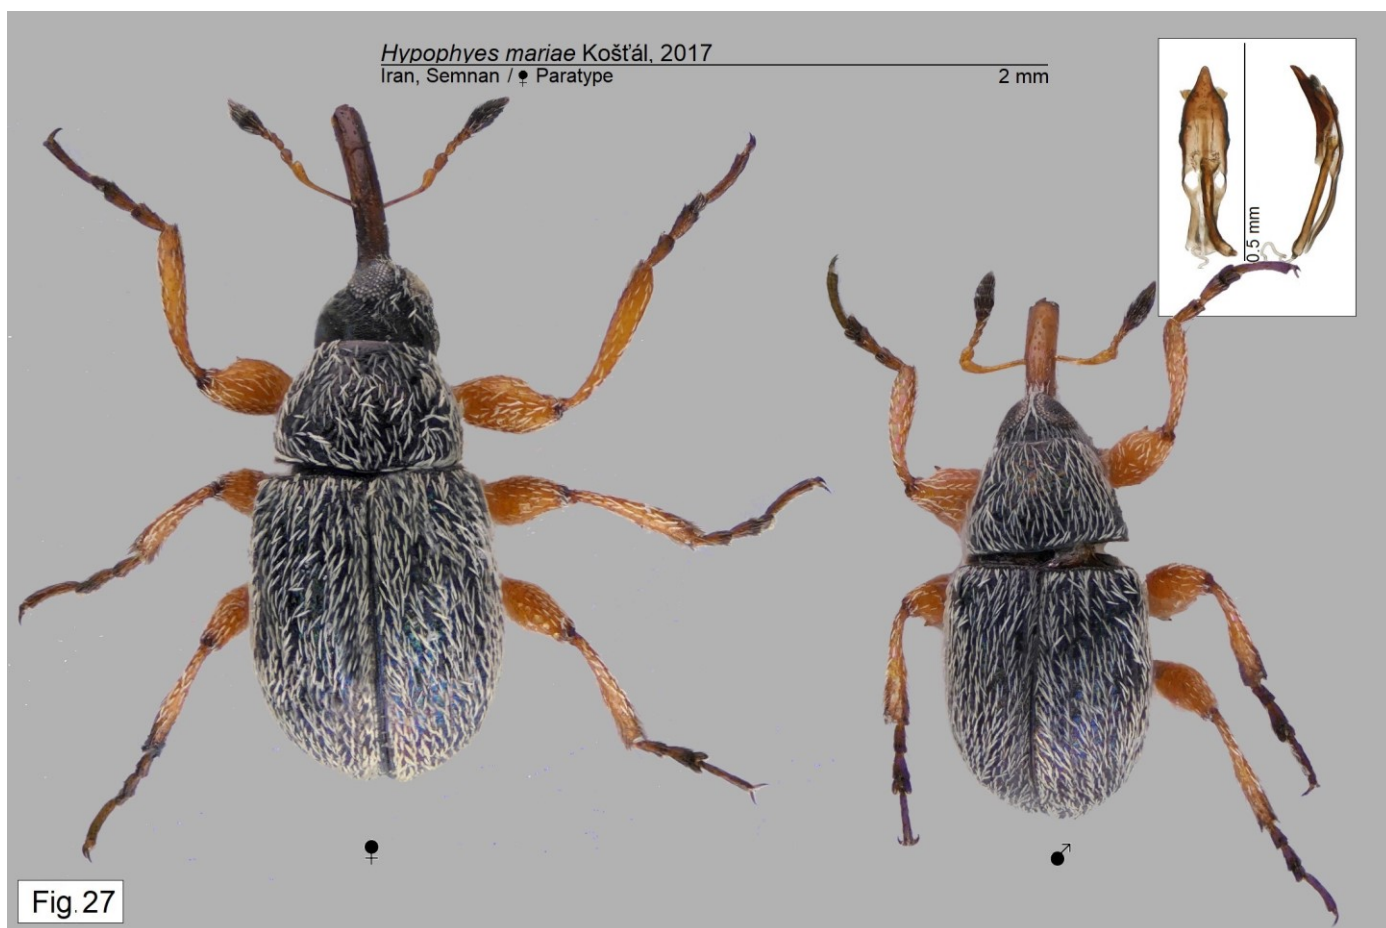 Hypophyes mariae Košťál, 2017
Iran, Semnan / ♀ Paratype 2 mm
0.5 mm
♀ ♂
Fig. 27